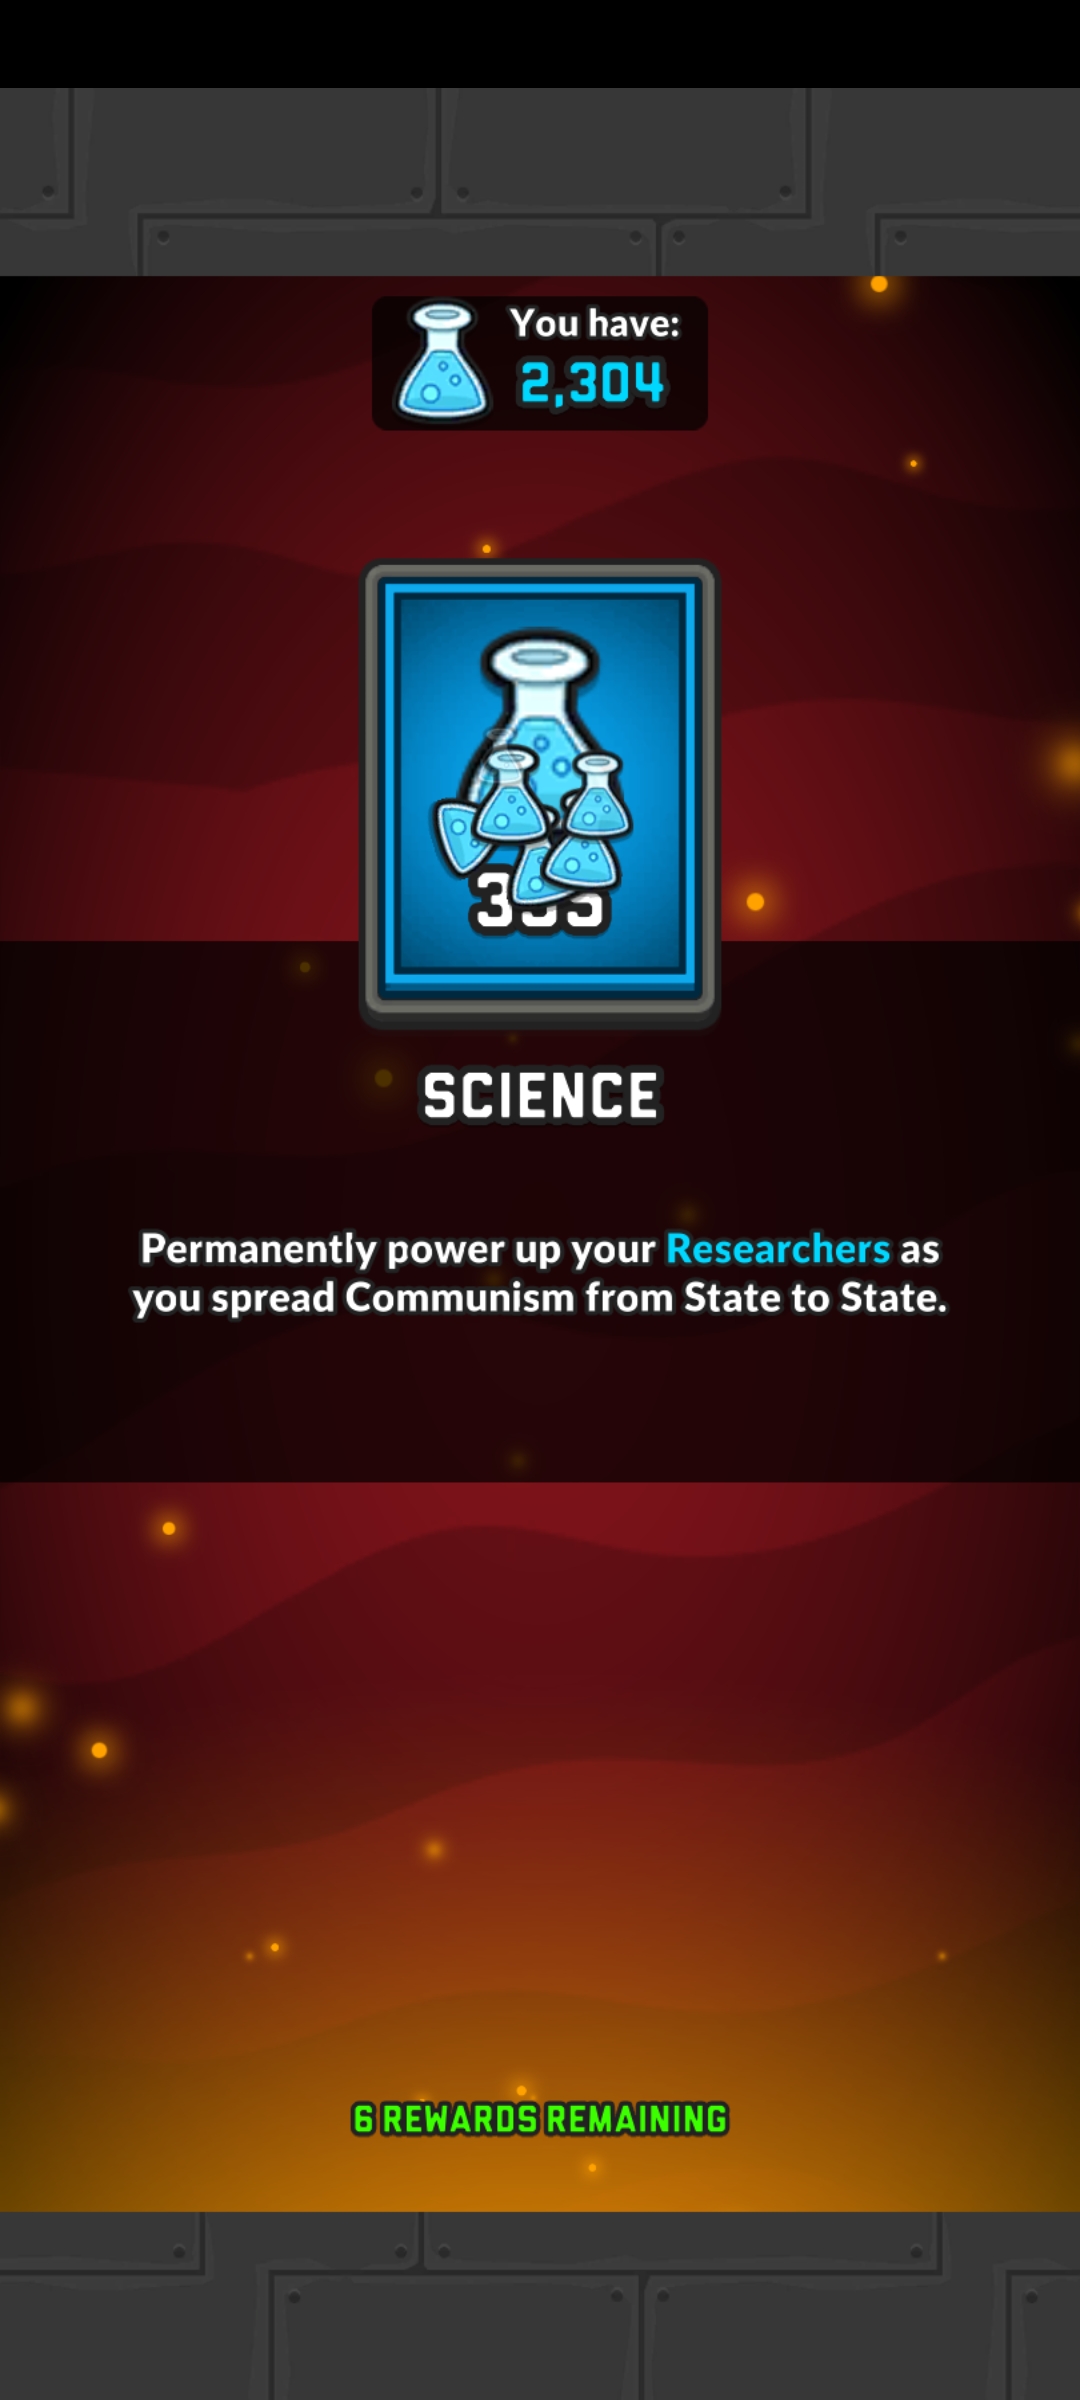 You have:
2,304
SCIENCE
Permanently power up your Researchers as
you spread Communism from State to State.
6 REWARDS REMAINING